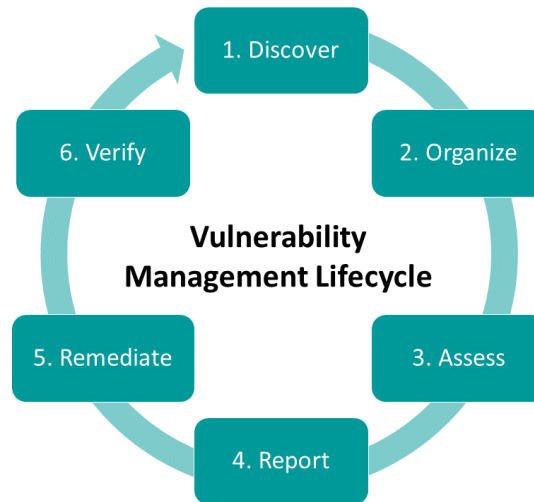 1. Discover
2. Organize
3. Assess
4. Report
5. Remediate
6. Verify
Vulnerability
Management Lifecycle